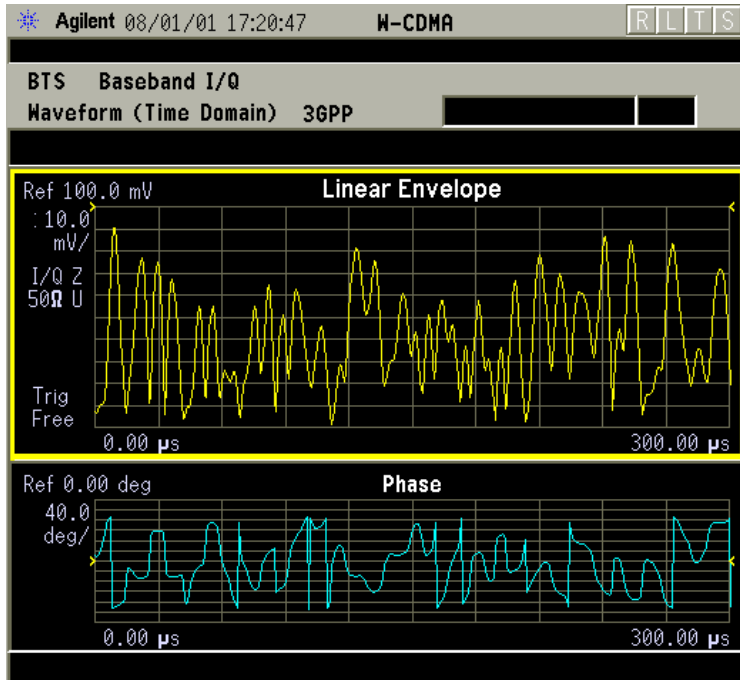 Agilent 08/01/01 17:20:47 W-CDMA R L T S
BTS Baseband I/Q
Waveform (Time Domain) 3GPP
Ref 100.0 mV Linear Envelope
10.0
mV/
I/Q Z
50Ω U
Trig
Free
0.00 µs 300.00 µs
Ref 0.00 deg Phase
40.0
deg/
0.00 µs 300.00 µs